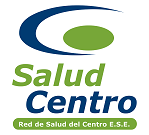 Salud
Centro
Red de Salud del Centro E.S.E.